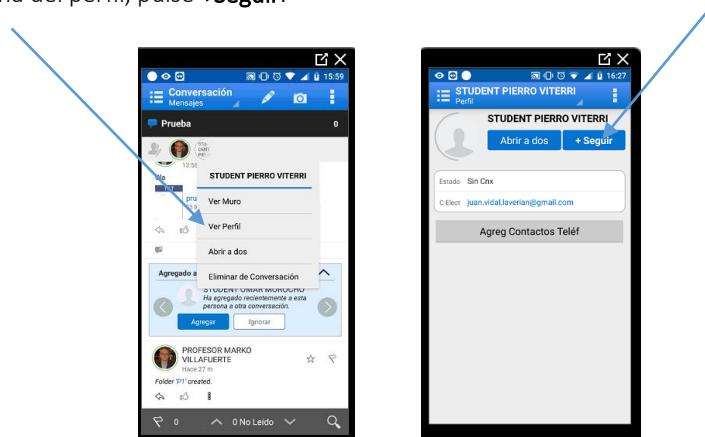 pulse +Seguir.
15:59
Conversación
Mensajes
Prueba
0
STUDENT PIERRO VITERRI
Ver Muro
Ver Perfil
Abrir a dos
Eliminar de Conversación
Agregado a
STUDENT OMAR MOROCHO
Ha agregado recientemente a esta
persona a otra conversación.
Agregar
Ignorar
PROFESOR MARKO
VILLAFUERTE
Hace 27 m
Folder 'P1' created.
0
0 No Leído
16:27
STUDENT PIERRO VITERRI
Perfil
STUDENT PIERRO VITERRI
Abrir a dos
+ Seguir
Estado Sin Cnx
C Elect juan.vidal.laverian@gmail.com
Agreg Contactos Teléf